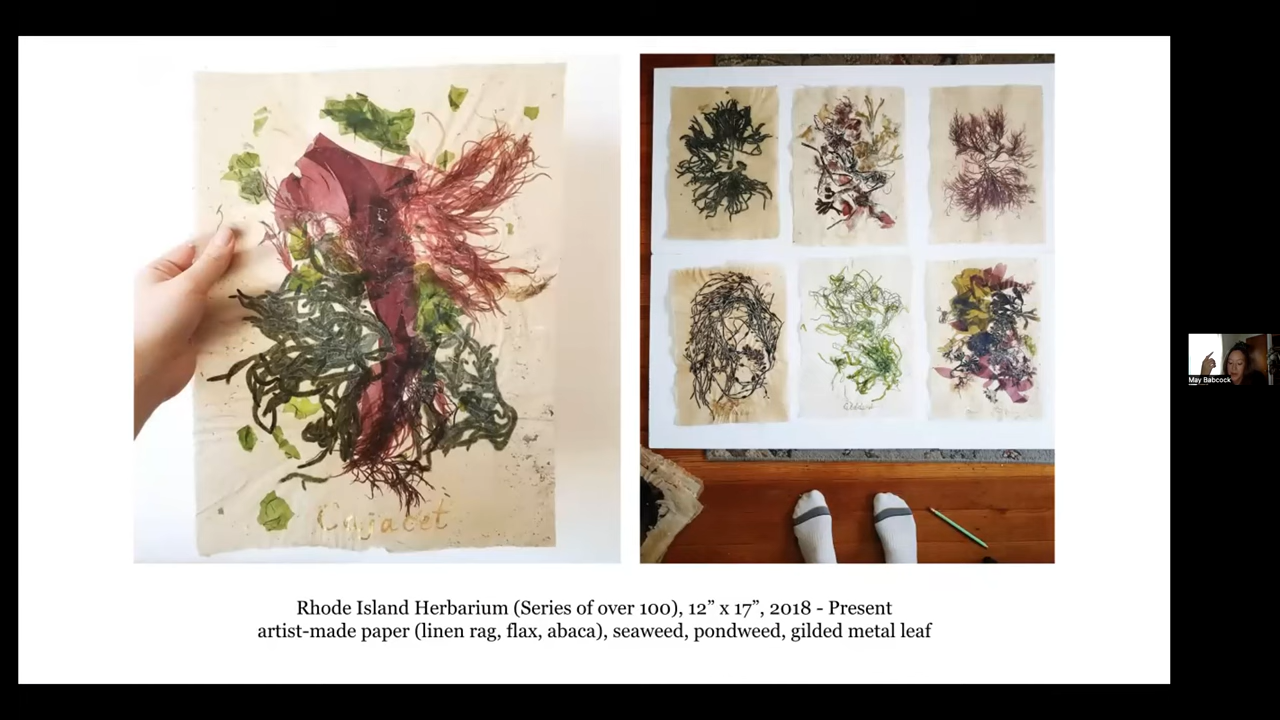 Cojacet
Rhode Island Herbarium (Series of over 100), 12” x 17”, 2018 - Present
artist-made paper (linen rag, flax, abaca), seaweed, pondweed, gilded metal leaf
May Babcock